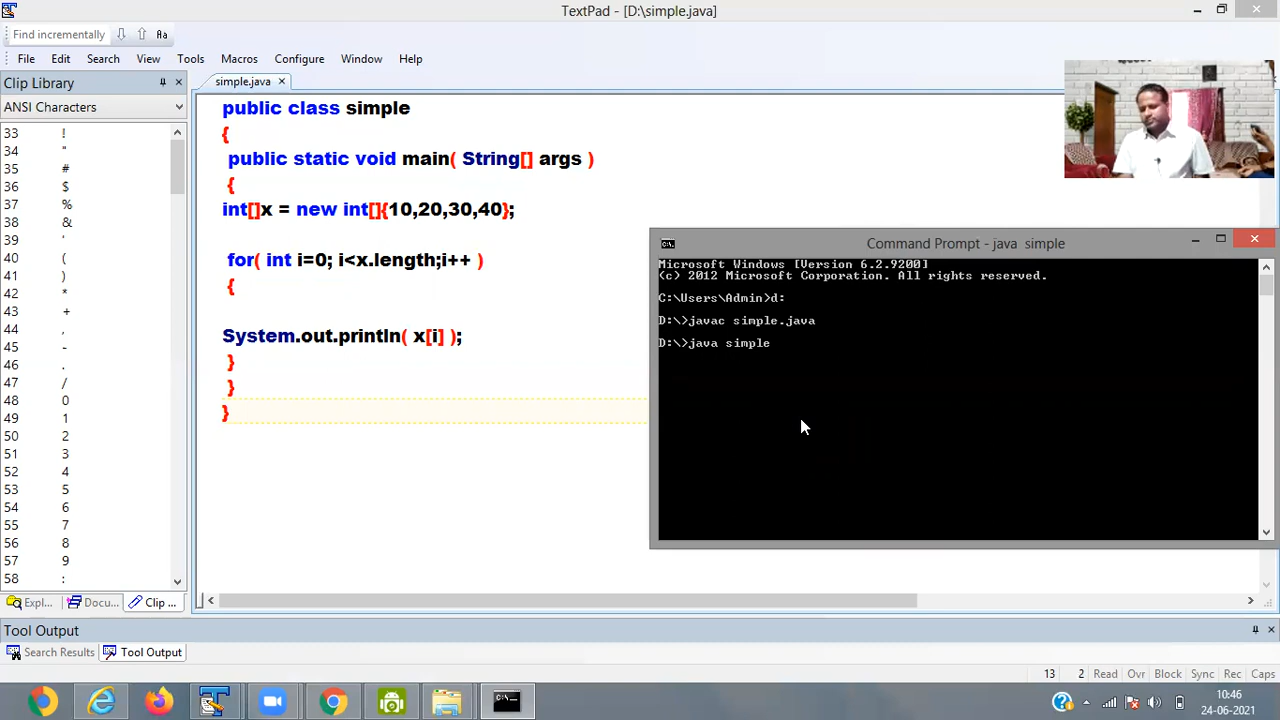 TextPad - [D:\simple.java]
Find incrementally
Aa
File Edit Search View Tools Macros Configure Window Help
Clip Library
simple.java
ANSI Characters
33 !
34 "
35 #
36 $
37 %
38 &
39 '
40 (
41 )
42 *
43 +
44 ,
45 -
46 .
47 /
48 0
49 1
50 2
51 3
52 4
53 5
54 6
55 7
56 8
57 9
58 :
public class simple
{
public static void main( String[] args )
{
int[]x = new int[]{10,20,30,40};
for( int i=0; i<x.length;i++ )
{
System.out.println( x[i] );
}
}
}
Command Prompt - java simple
Microsoft Windows [Version 6.2.9200]
(c) 2012 Microsoft Corporation. All rights reserved.
C:\Users\Admin>d:
D:\>javac simple.java
D:\>java simple
Expl... Docu... Clip ...
Tool Output
Search Results Tool Output
13 2 Read Ovr Block Sync Rec Caps
10:46
24-06-2021